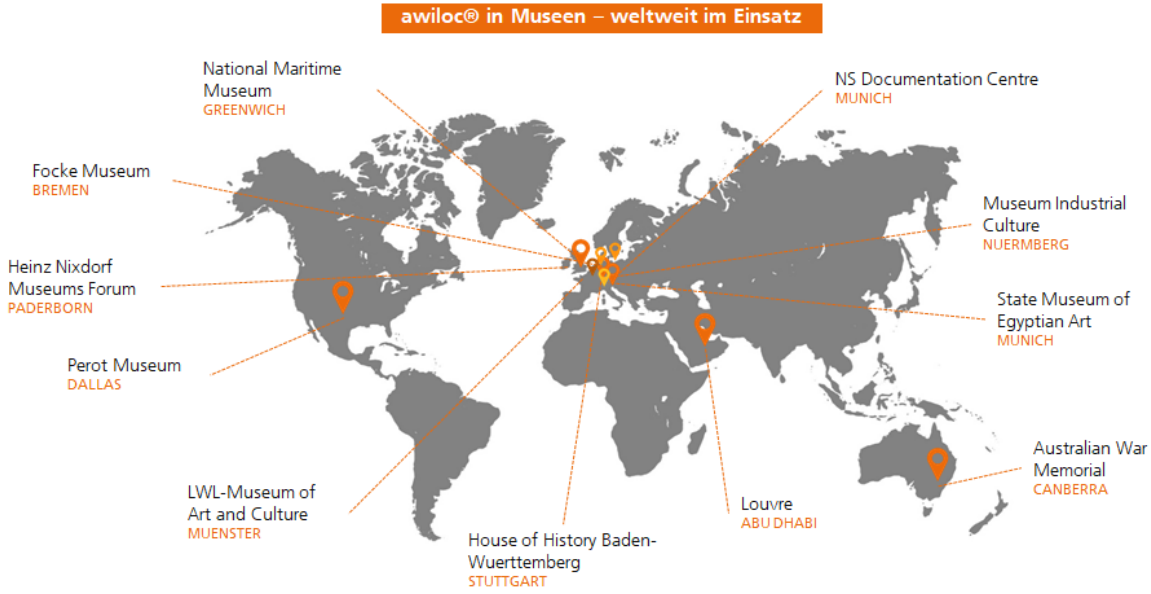 awiloc® in Museen – weltweit im Einsatz
National Maritime
Museum
GREENWICH
NS Documentation Centre
MUNICH
Focke Museum
BREMEN
Museum Industrial
Culture
NUERMBERG
Heinz Nixdorf
Museums Forum
PADERBORN
State Museum of
Egyptian Art
MUNICH
Perot Museum
DALLAS
Australian War
Memorial
CANBERRA
LWL-Museum of
Art and Culture
MUENSTER
Louvre
ABU DHABI
House of History Baden-
Wuerttemberg
STUTTGART